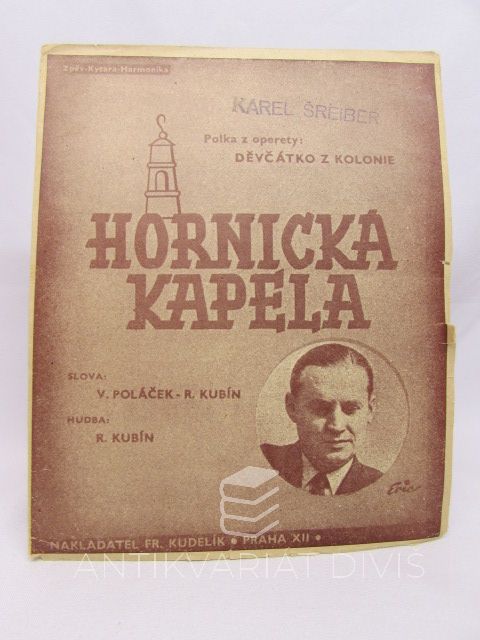 Zpěv-Kytara-Harmonika
KAREL ŠREIBER
Polka z operety:
DĚVČÁTKO Z KOLONIE
HORNICKÁ
KAPELA
SLOVA:
V. POLÁČEK - R. KUBÍN
HUDBA:
R. KUBÍN
Eric
NAKLADATEL FR. KUDELÍK • PRAHA XII •
ANTIKVARIÁT DIVIŠ